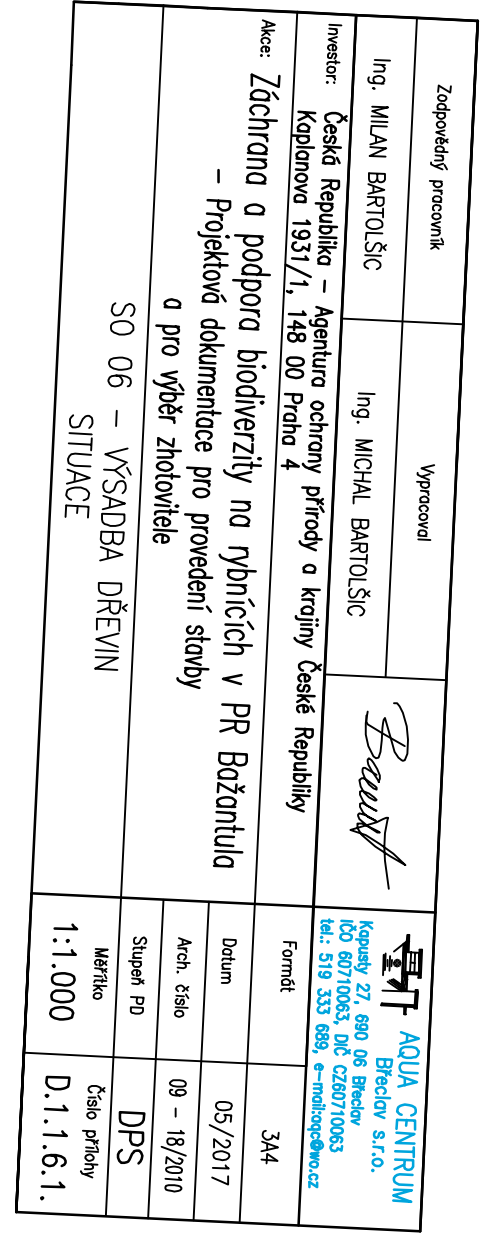 Zodpovědný pracovník
Vypracoval
Ing. MILAN BARTOLŠIC
Ing. MICHAL BARTOLŠIC
AQUA CENTRUM
Břeclav s.r.o.
Kapusty 27, 690 06 Břeclav
IČO 60710063, DIČ CZ60710063
tel.: 519 333 689, e-mail:aqc@wo.cz
Investor: Česká Republika - Agentura ochrany přírody a krajiny České Republiky
Kaplanova 1931/1, 148 00 Praha 4
Akce: Záchrana a podpora biodiverzity na rybnících v PR Bažantula
- Projektová dokumentace pro provedení stavby
a pro výběr zhotovitele
Formát 3A4
Datum 05/2017
Arch. číslo 09 - 18/2010
Stupeň PD DPS
SO 06 - VÝSADBA DŘEVIN
SITUACE
Měřítko
1:1.000
Číslo přílohy
D.1.1.6.1.